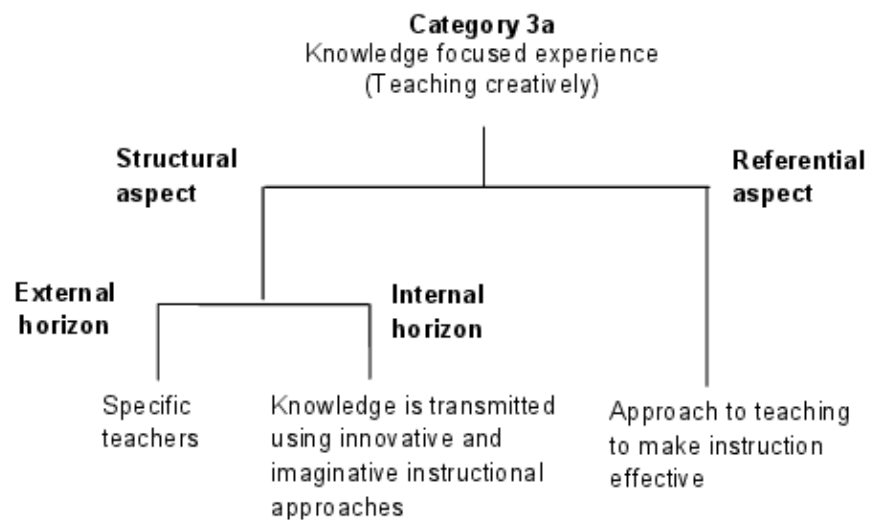 Category 3a
Knowledge focused experience
(Teaching creatively)
Structural
aspect
Referential
aspect
External
horizon
Internal
horizon
Specific
teachers
Knowledge is transmitted
using innovative and
imaginative instructional
approaches
Approach to teaching
to make instruction
effective